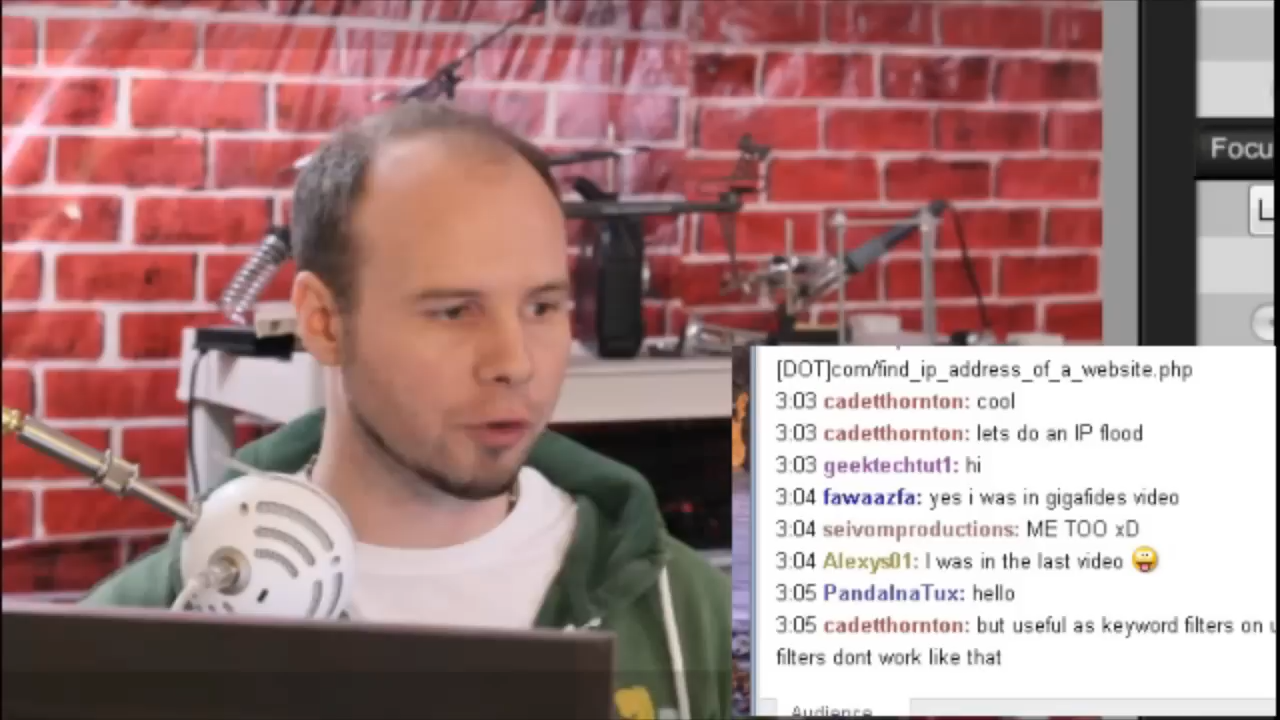 Focu
L
[DOT]com/find_ip_address_of_a_website.php
3:03 cadetthornton: cool
3:03 cadetthornton: lets do an IP flood
3:03 geektechtut1: hi
3:04 fawaazfa: yes i was in gigafides video
3:04 seivomproductions: ME TOO xD
3:04 Alexys01: I was in the last video
3:05 PandaInaTux: hello
3:05 cadetthornton: but useful as keyword filters on u
filters dont work like that
Audience